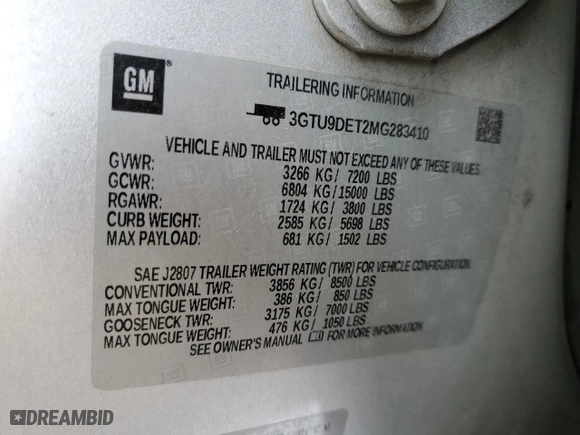 GM ®
TRAILERING INFORMATION
3GTU9DET2MG283410
VEHICLE AND TRAILER MUST NOT EXCEED ANY OF THESE VALUES.
GVWR: 3266 KG/ 7200 LBS
GCWR: 6804 KG/ 15000 LBS
RGAWR: 1724 KG/ 3800 LBS
CURB WEIGHT: 2585 KG/ 5698 LBS
MAX PAYLOAD: 681 KG/ 1502 LBS
SAE J2807 TRAILER WEIGHT RATING (TWR) FOR VEHICLE CONFIGURATION.
CONVENTIONAL TWR: 3856 KG/ 8500 LBS
MAX TONGUE WEIGHT: 386 KG/ 850 LBS
GOOSENECK TWR: 3175 KG/ 7000 LBS
MAX TONGUE WEIGHT: 476 KG/ 1050 LBS
SEE OWNER'S MANUAL FOR MORE INFORMATION
DREAMBID